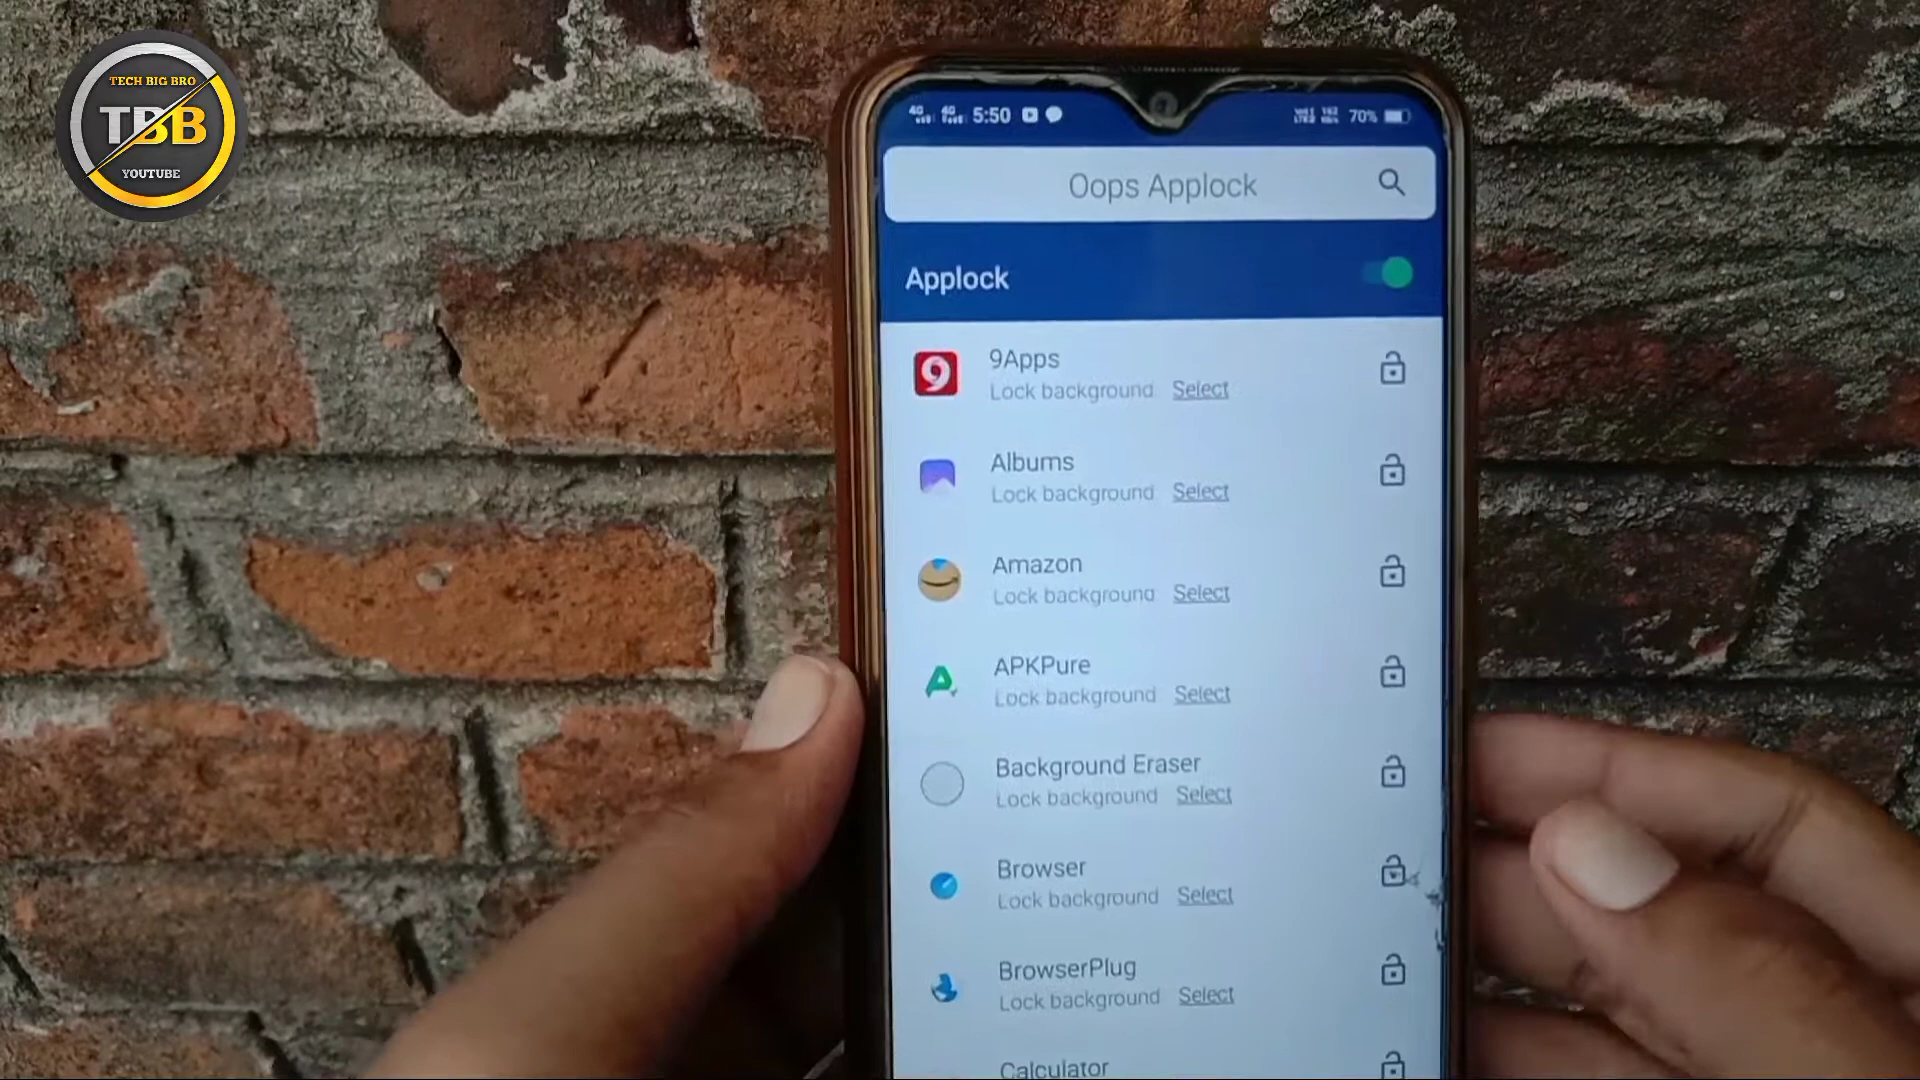 TECH BIG BRO
TBB
YOUTUBE
5:50
70%
Oops Applock
Applock
9Apps
Lock background Select
Albums
Lock background Select
Amazon
Lock background Select
APKPure
Lock background Select
Background Eraser
Lock background Select
Browser
Lock background Select
BrowserPlug
Lock background Select
Calculator